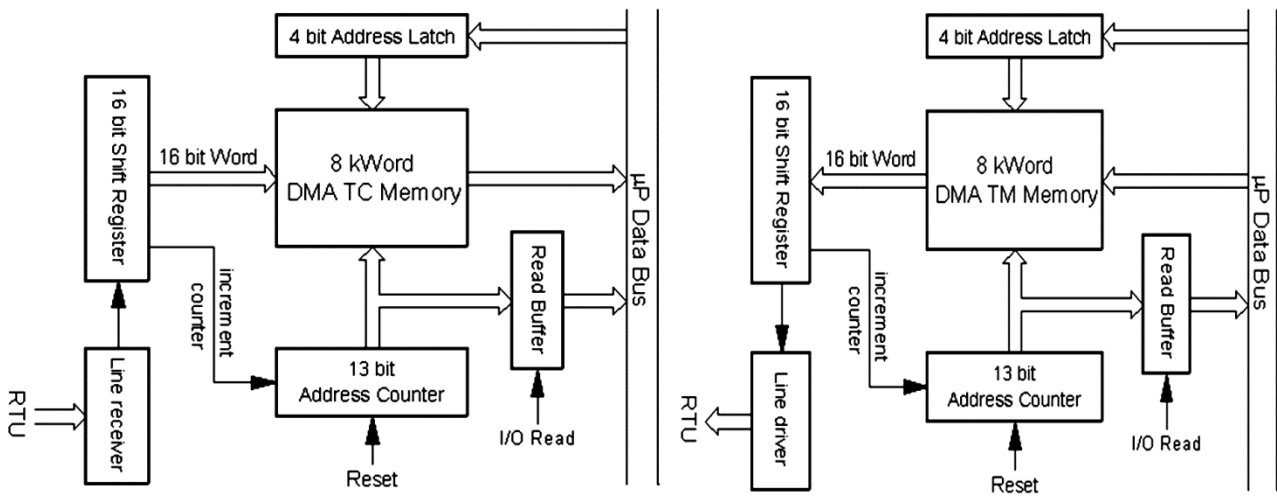 4 bit Address Latch
16 bit Shift Register
16 bit Word
8 kWord
DMA TC Memory
µP Data Bus
increment
counter
Read Buffer
Line receiver
RTU
13 bit
Address Counter
I/O Read
Reset
4 bit Address Latch
16 bit Shift Register
16 bit Word
8 kWord
DMA TM Memory
µP Data Bus
increment
counter
Read Buffer
Line driver
RTU
13 bit
Address Counter
I/O Read
Reset